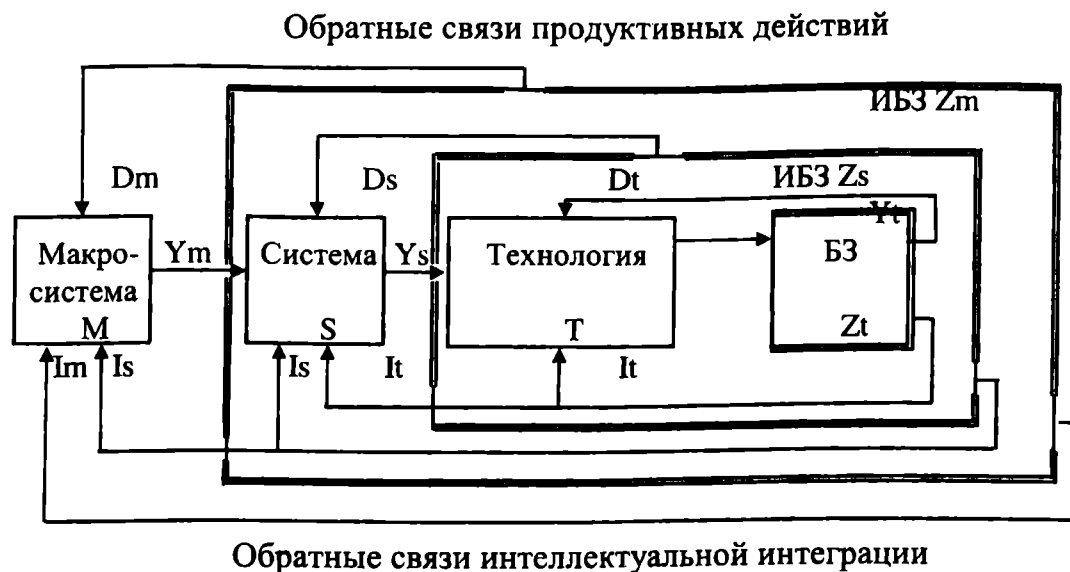 Обратные связи продуктивных действий
ИБЗ Zm
Dm
Ds
Dt
ИБЗ Zs
Yt
Макро-
система
M
Ym
Система
S
Ys
Технология
T
БЗ
Zt
Im
Is
Is
It
It
Обратные связи интеллектуальной интеграции